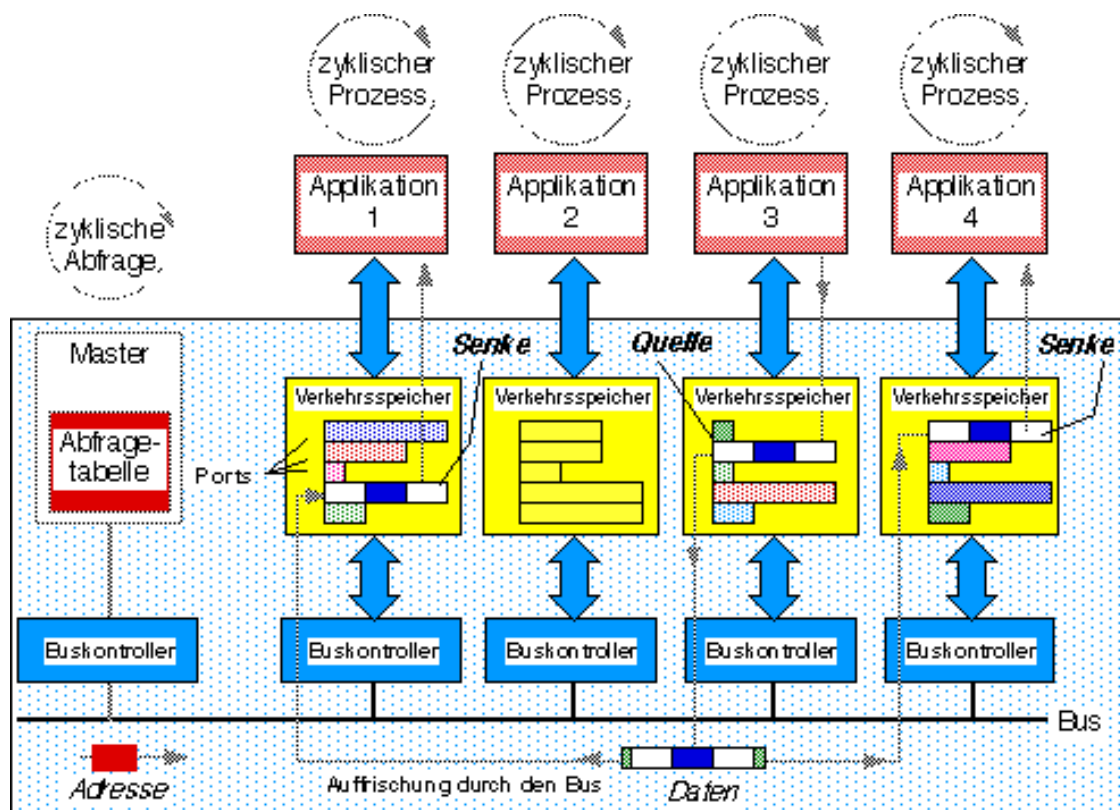 zyklischer
Prozess
zyklischer
Prozess
zyklischer
Prozess
zyklischer
Prozess
Applikation
1
Applikation
2
Applikation
3
Applikation
4
zyklische
Abfrage
Master
Abfrage-
tabelle
Senke
Quelle
Senke
Verkehrsspeicher
Verkehrsspeicher
Verkehrsspeicher
Verkehrsspeicher
Ports
Buskontroller
Buskontroller
Buskontroller
Buskontroller
Buskontroller
Bus
Adresse
Auffrischung durch den Bus
Daten